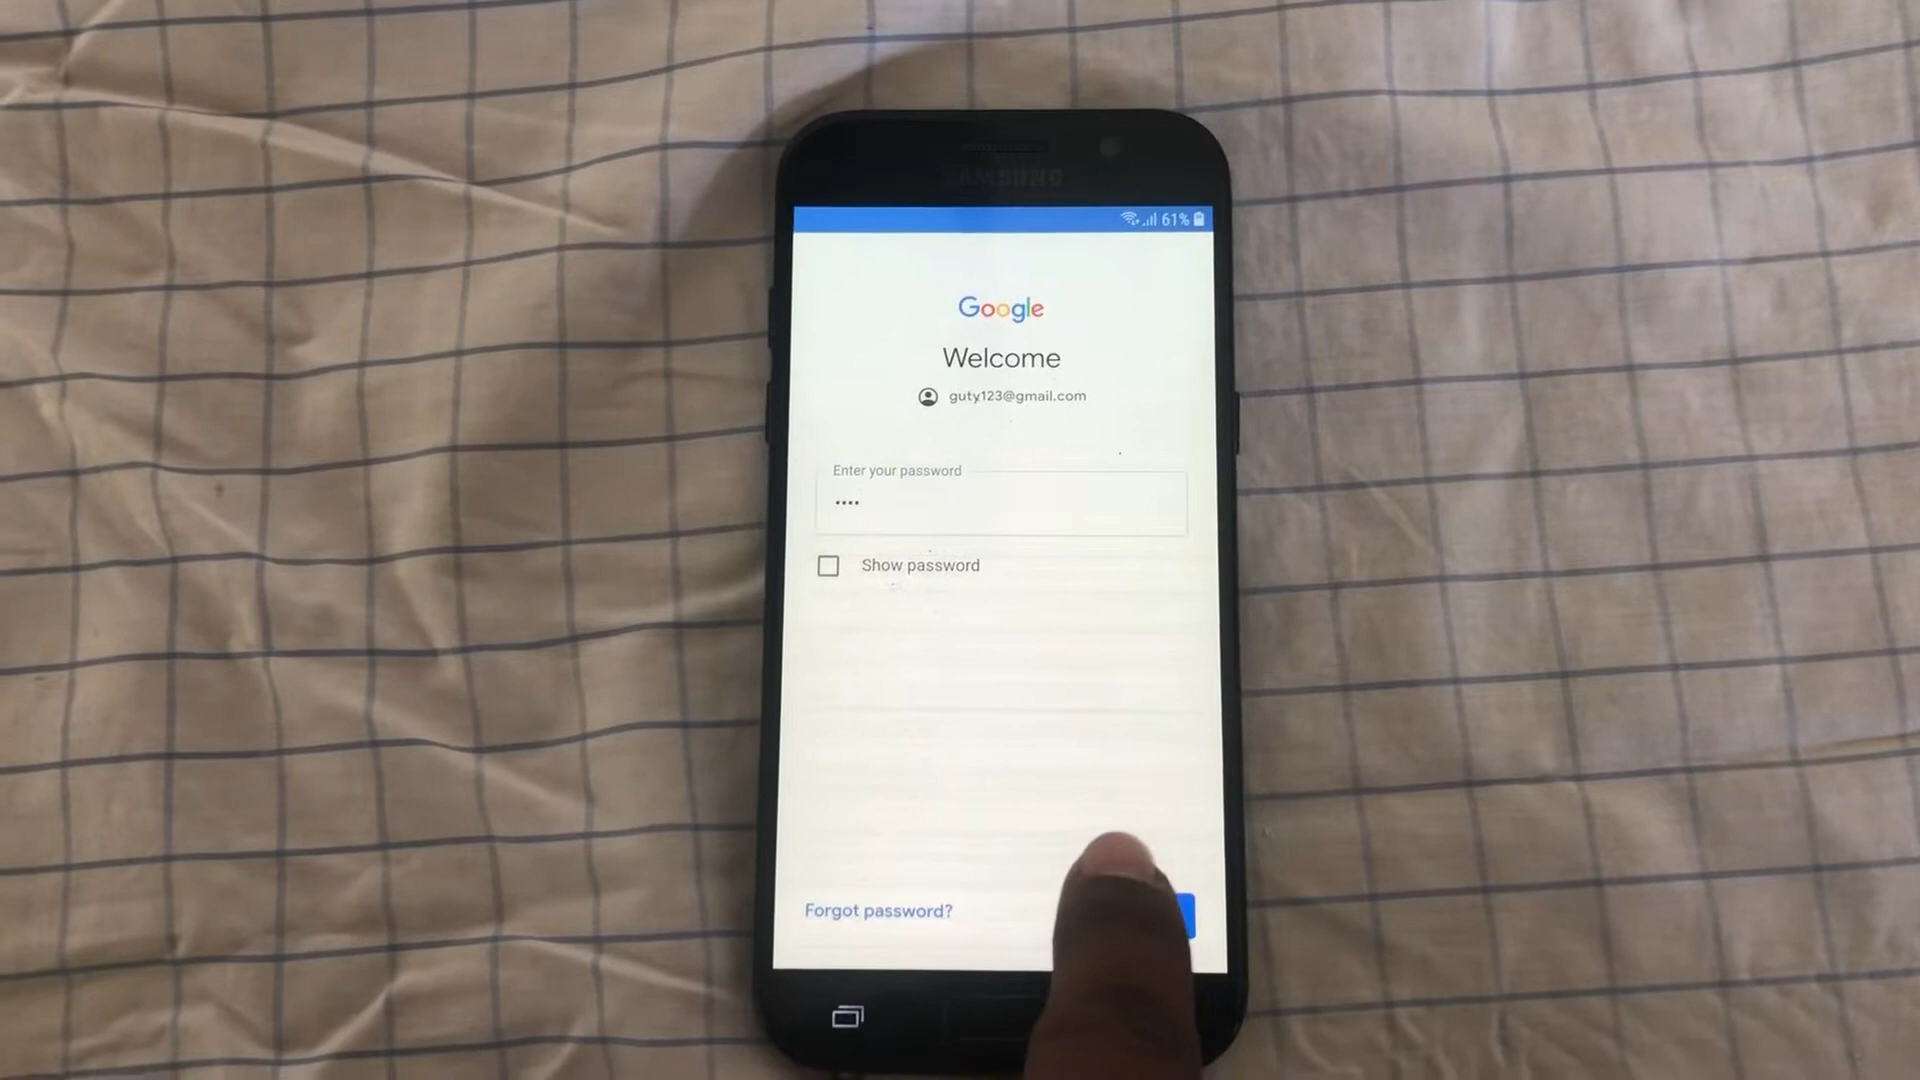 SAMSUNG
61%
Google
Welcome
guty123@gmail.com
Enter your password
••••
Show password
Forgot password?